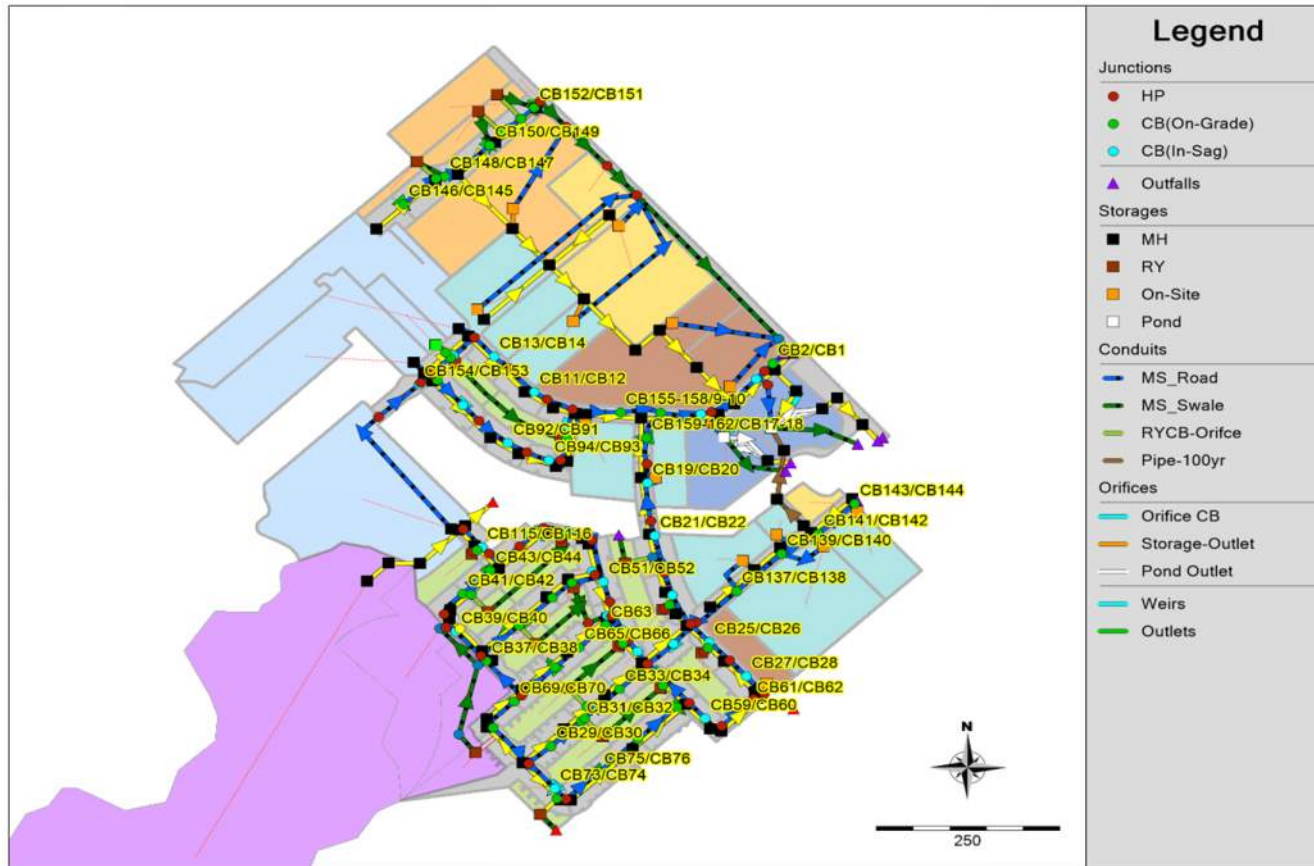 CB152/CB151
CB150/CB149
CB148/CB147
CB146/CB145
CB13/CB14
CB2/CB1
CB154/CB153
CB11/CB12
CB155-158/9-10
CB159-162/CB17-18
CB92/CB91
CB94/CB93
CB19/CB20
CB143/CB144
CB21/CB22
CB141/CB142
CB115/CB116
CB139/CB140
CB43/CB44
CB51/CB52
CB41/CB42
CB137/CB138
CB63
CB39/CB40
CB25/CB26
CB65/CB66
CB37/CB38
CB27/CB28
CB33/CB34
CB69/CB70
CB61/CB62
CB31/CB32
CB59/CB60
CB29/CB30
CB75/CB76
CB73/CB74
N
250
Legend
Junctions
HP
CB(On-Grade)
CB(In-Sag)
Outfalls
Storages
MH
RY
On-Site
Pond
Conduits
MS_Road
MS_Swale
RYCB-Orifce
Pipe-100yr
Orifices
Orifice CB
Storage-Outlet
Pond Outlet
Weirs
Outlets